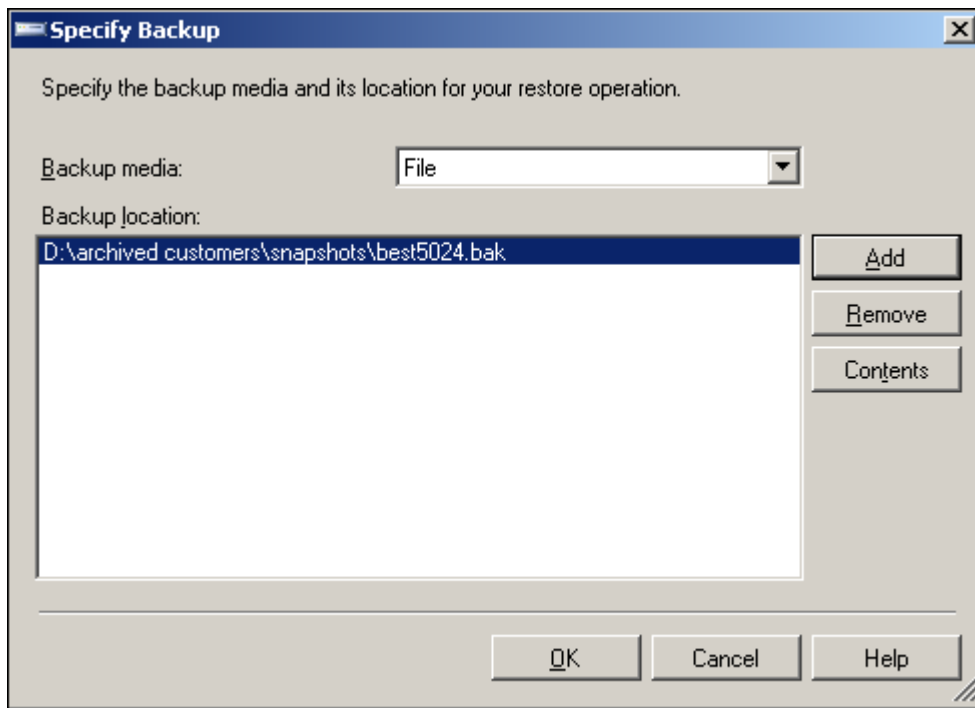 Specify Backup
Specify the backup media and its location for your restore operation.
Backup media:
File
Backup location:
D:\archived customers\snapshots\best5024.bak
Add
Remove
Contents
OK
Cancel
Help